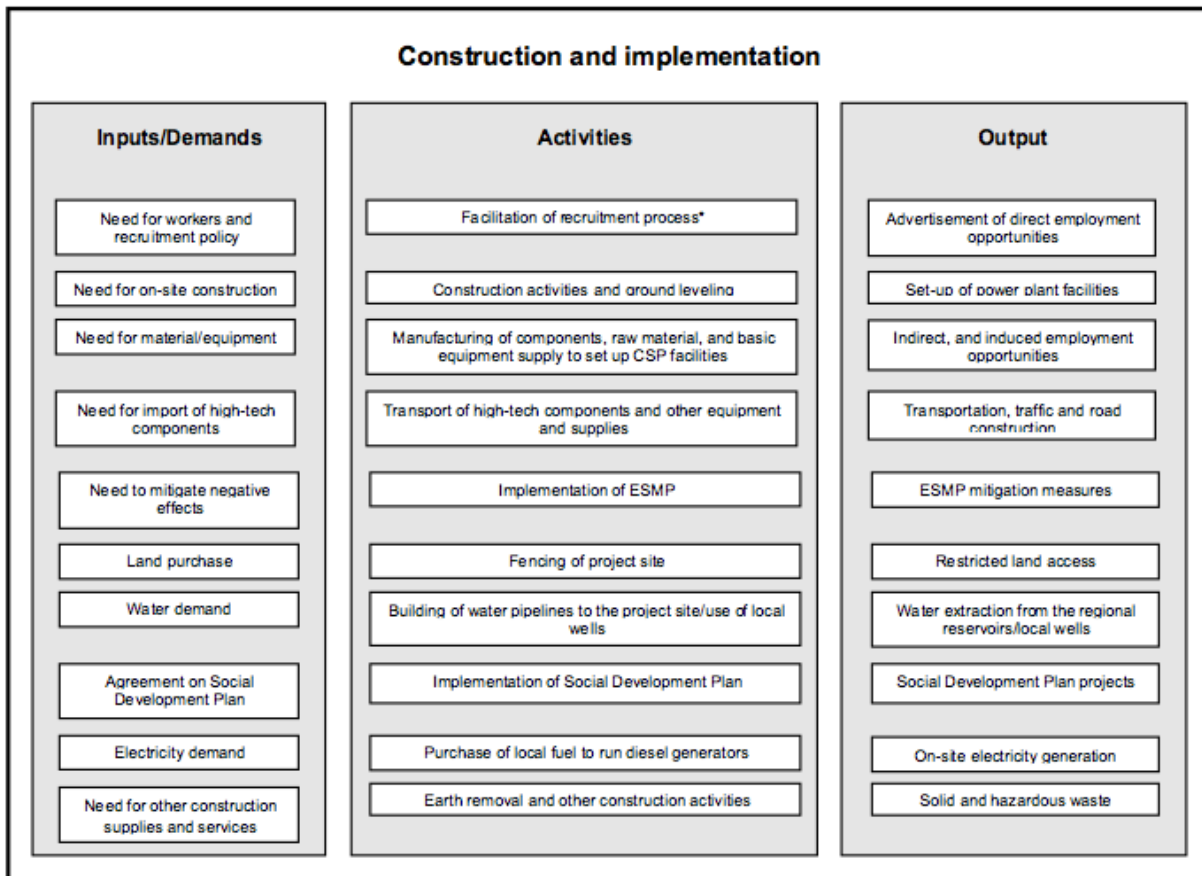 Construction and implementation
Inputs/Demands
Need for workers and
recruitment policy
Need for on-site construction
Need for material/equipment
Need for import of high-tech
components
Need to mitigate negative
effects
Land purchase
Water demand
Agreement on Social
Development Plan
Electricity demand
Need for other construction
supplies and services
Activities
Facilitation of recruitment process*
Construction activities and ground leveling
Manufacturing of components, raw material, and basic
equipment supply to set up CSP facilities
Transport of high-tech components and other equipment
and supplies
Implementation of ESMP
Fencing of project site
Building of water pipelines to the project site/use of local
wells
Implementation of Social Development Plan
Purchase of local fuel to run diesel generators
Earth removal and other construction activities
Output
Advertisement of direct employment
opportunities
Set-up of power plant facilities
Indirect, and induced employment
opportunities
Transportation, traffic and road
construction
ESMP mitigation measures
Restricted land access
Water extraction from the regional
reservoirs/local wells
Social Development Plan projects
On-site electricity generation
Solid and hazardous waste